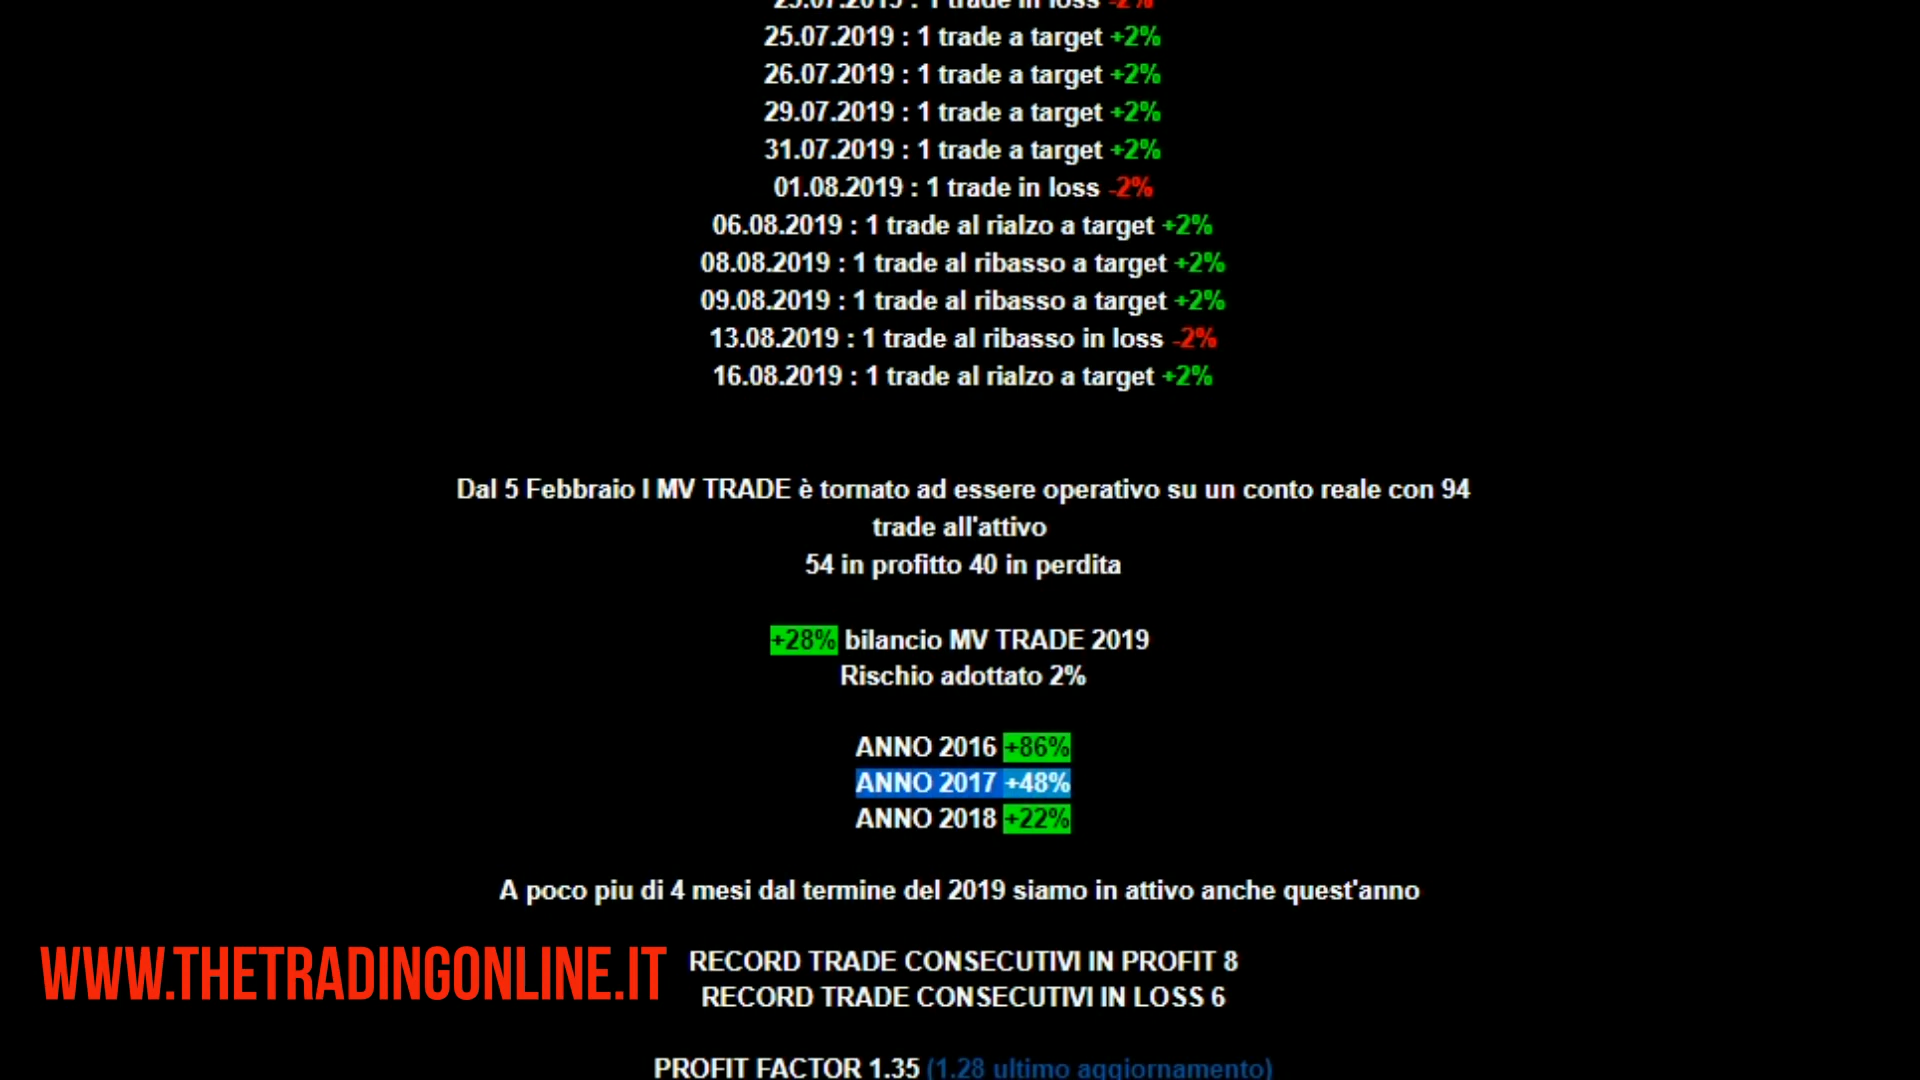 23.07.2019 : 1 trade in loss -2%
25.07.2019 : 1 trade a target +2%
26.07.2019 : 1 trade a target +2%
29.07.2019 : 1 trade a target +2%
31.07.2019 : 1 trade a target +2%
01.08.2019 : 1 trade in loss -2%
06.08.2019 : 1 trade al rialzo a target +2%
08.08.2019 : 1 trade al ribasso a target +2%
09.08.2019 : 1 trade al ribasso a target +2%
13.08.2019 : 1 trade al ribasso in loss -2%
16.08.2019 : 1 trade al rialzo a target +2%
Dal 5 Febbraio l MV TRADE è tornato ad essere operativo su un conto reale con 94
trade all'attivo
54 in profitto 40 in perdita
+28% bilancio MV TRADE 2019
Rischio adottato 2%
ANNO 2016 +86%
ANNO 2017 +48%
ANNO 2018 +22%
A poco piu di 4 mesi dal termine del 2019 siamo in attivo anche quest'anno
RECORD TRADE CONSECUTIVI IN PROFIT 8
RECORD TRADE CONSECUTIVI IN LOSS 6
WWW.THETRADINGONLINE.IT
PROFIT FACTOR 1.35 (1.28 ultimo aggiornamento)